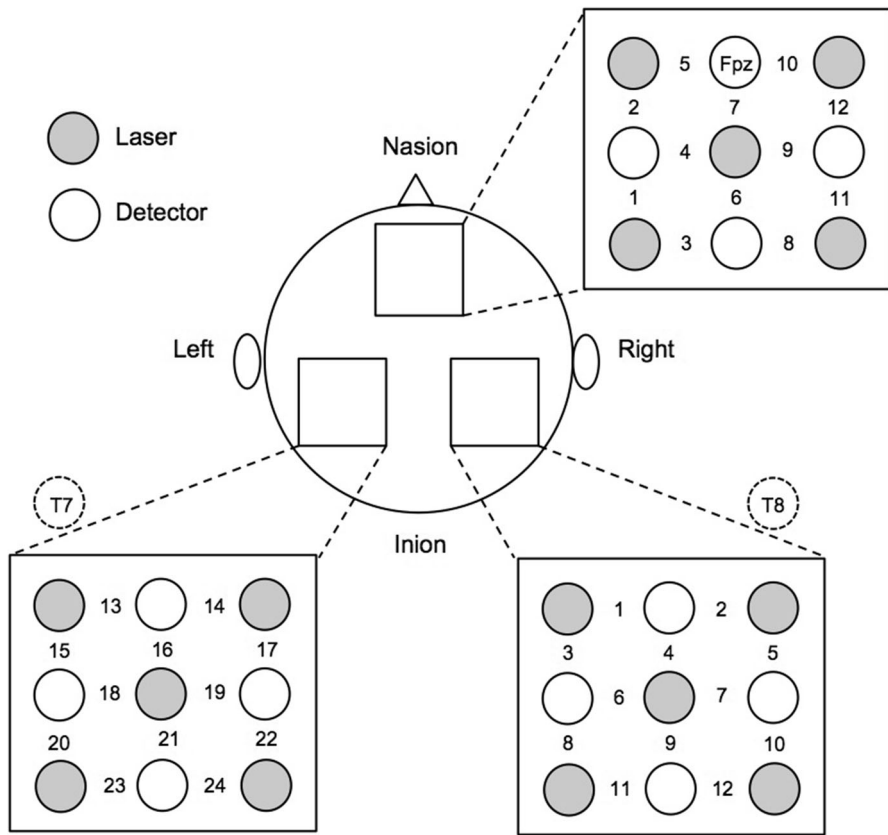 5 Fpz 10
2 7 12
Laser
4 9
Nasion
Detector
1 6 11
3 8
Left
Right
T7
T8
Inion
13 14
15 16 17
18 19
20 21 22
23 24
1 2
3 4 5
6 7
8 9 10
11 12